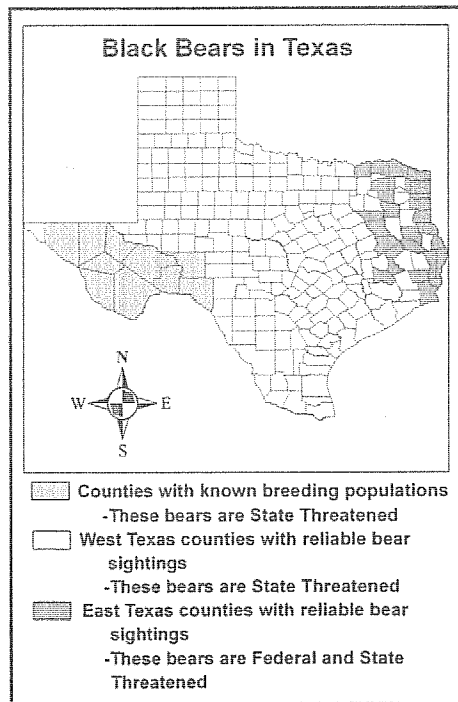 Black Bears in Texas
N
W E
S
Counties with known breeding populations
-These bears are State Threatened
West Texas counties with reliable bear
sightings
-These bears are State Threatened
East Texas counties with reliable bear
sightings
-These bears are Federal and State
Threatened